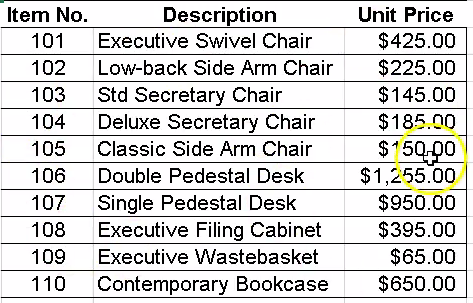 Item No. Description Unit Price
101 Executive Swivel Chair $425.00
102 Low-back Side Arm Chair $225.00
103 Std Secretary Chair $145.00
104 Deluxe Secretary Chair $185.00
105 Classic Side Arm Chair $150.00
106 Double Pedestal Desk $1,255.00
107 Single Pedestal Desk $950.00
108 Executive Filing Cabinet $395.00
109 Executive Wastebasket $65.00
110 Contemporary Bookcase $650.00